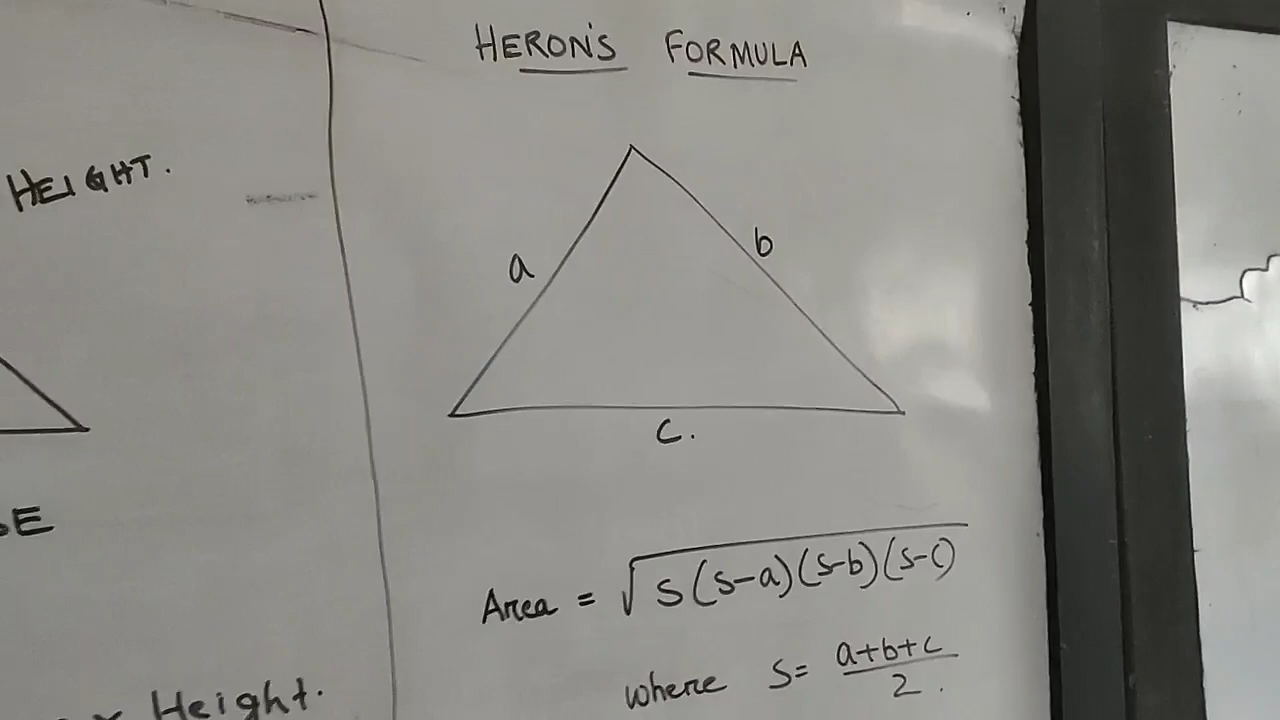 HEIGHT.
Height.
HERON'S FORMULA
a
b
c.
Area = √s(s-a)(s-b)(s-c)
where s= a+b+c/2.